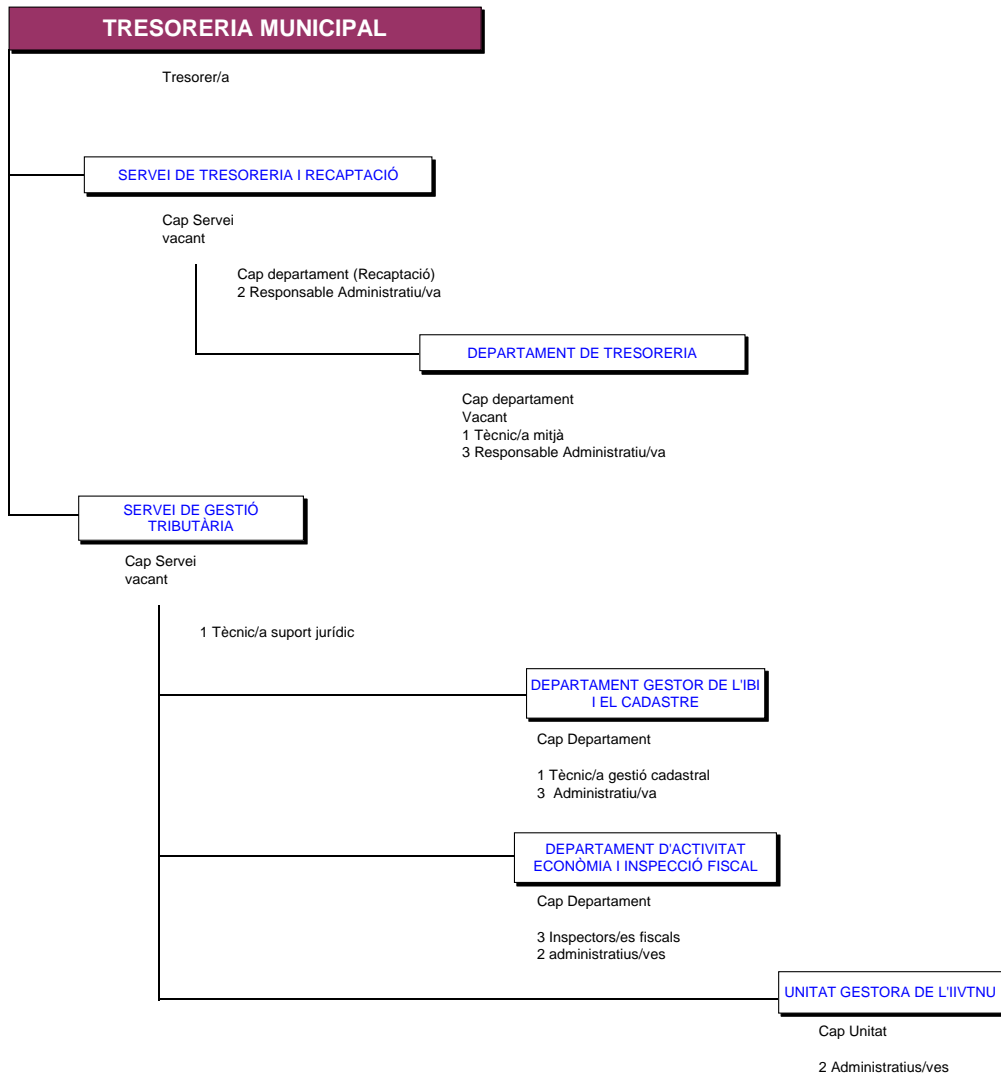 TRESORERIA MUNICIPAL
Tresorer/a
SERVEI DE TRESORERIA I RECAPTACIÓ
Cap Servei
vacant
Cap departament (Recaptació)
2 Responsable Administratiu/va
DEPARTAMENT DE TRESORERIA
Cap departament
Vacant
1 Tècnic/a mitjà
3 Responsable Administratiu/va
SERVEI DE GESTIÓ
TRIBUTÀRIA
Cap Servei
vacant
1 Tècnic/a suport jurídic
DEPARTAMENT GESTOR DE L'IBI
I EL CADASTRE
Cap Departament
1 Tècnic/a gestió cadastral
3 Administratiu/va
DEPARTAMENT D'ACTIVITAT
ECONÒMIA I INSPECCIÓ FISCAL
Cap Departament
3 Inspectors/es fiscals
2 administratius/ves
UNITAT GESTORA DE L'IIVTNU
Cap Unitat
2 Administratius/ves